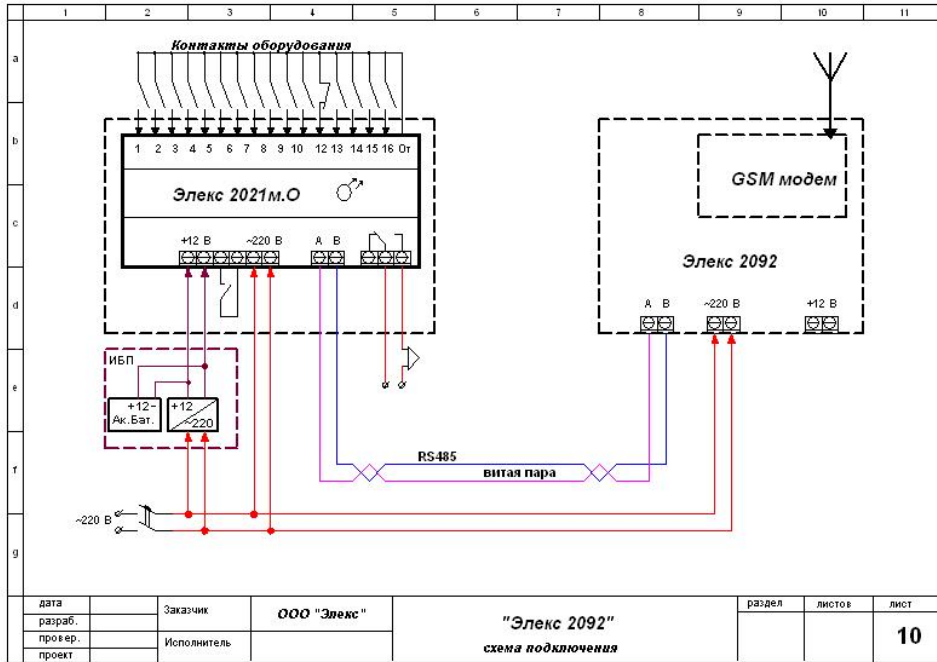 1 2 3 4 5 6 7 8 9 10 11
a
Контакты оборудования
b
1 2 3 4 5 6 7 8 9 10 12 13 14 15 16 От
GSM модем
Элекс 2021м.О
c
+12 В ~220 В А В
Элекс 2092
d
А В ~220 В +12 В
ИБП
e
+12-
Ак.Бат.
+12
~220
f
RS485
витая пара
~220 В
g
дата
разраб.
провер.
проект
Заказчик
ООО "Элекс"
Исполнитель
"Элекс 2092"
схема подключения
раздел листов лист
10